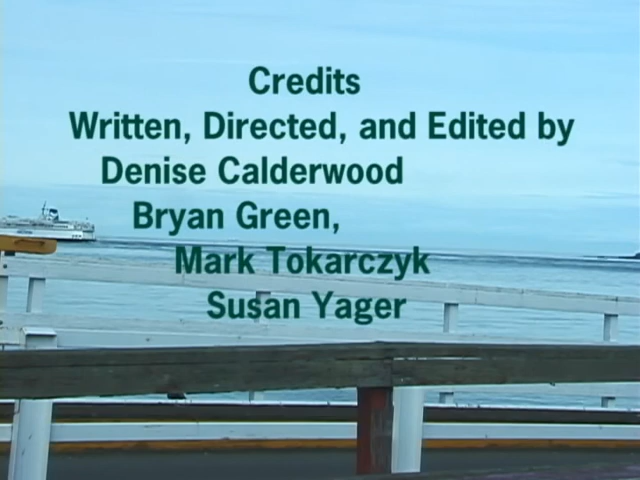 Credits
Written, Directed, and Edited by
Denise Calderwood
Bryan Green,
Mark Tokarczyk
Susan Yager